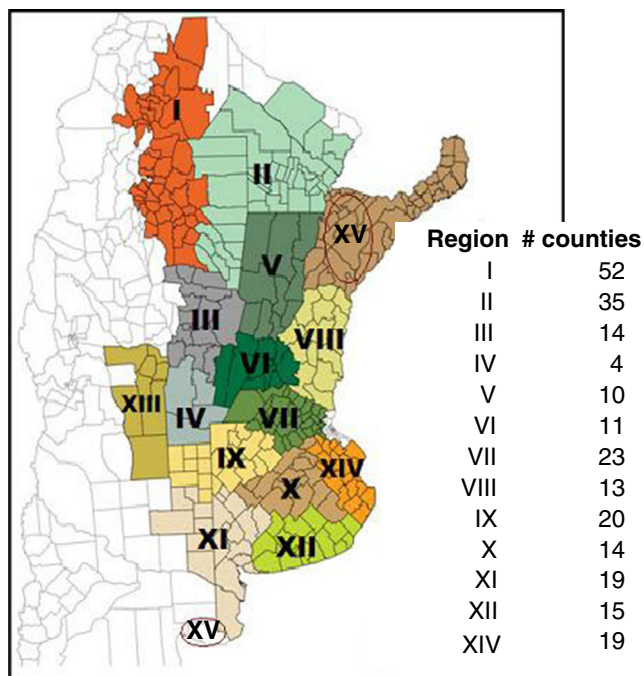 I
II
XV
V
III
VIII
VI
XIII
IV
VII
IX
XIV
X
XI
XII
XV
Region # counties
I 52
II 35
III 14
IV 4
V 10
VI 11
VII 23
VIII 13
IX 20
X 14
XI 19
XII 15
XIV 19